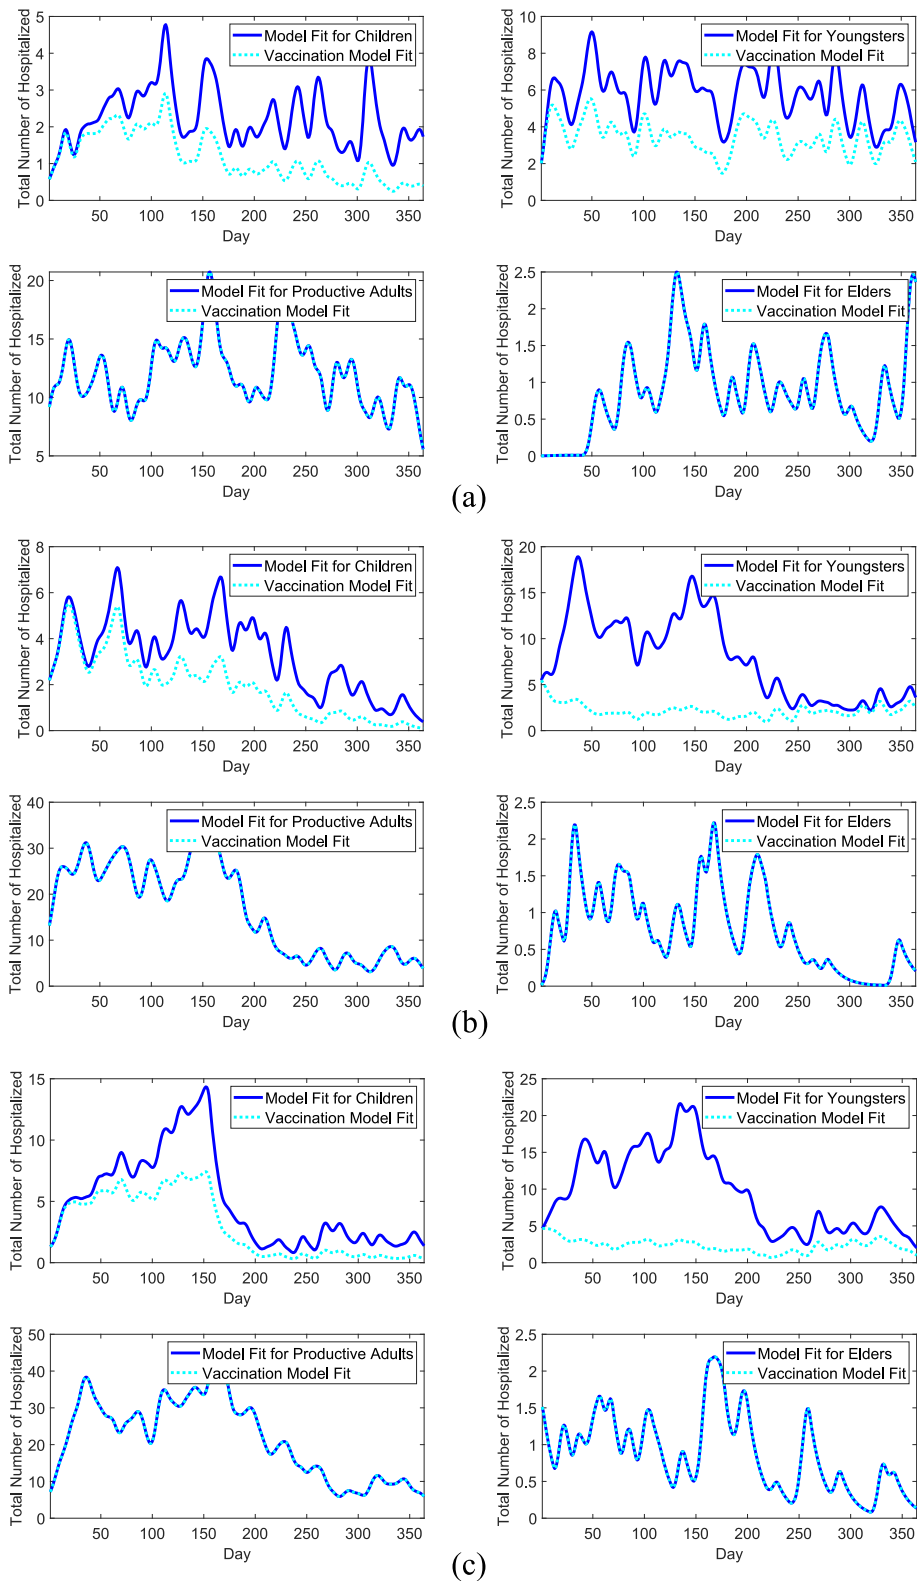 Total Number of Hospitalized
5
4
3
2
1
0
Model Fit for Children
Vaccination Model Fit
50 100 150 200 250 300 350
Day
Total Number of Hospitalized
10
8
6
4
2
0
Model Fit for Youngsters
Vaccination Model Fit
50 100 150 200 250 300 350
Day
Total Number of Hospitalized
20
15
10
5
Model Fit for Productive Adults
Vaccination Model Fit
50 100 150 200 250 300 350
Day
Total Number of Hospitalized
2.5
2
1.5
1
0.5
0
Model Fit for Elders
Vaccination Model Fit
50 100 150 200 250 300 350
Day
(a)
Total Number of Hospitalized
8
6
4
2
0
Model Fit for Children
Vaccination Model Fit
50 100 150 200 250 300 350
Day
Total Number of Hospitalized
20
15
10
5
0
Model Fit for Youngsters
Vaccination Model Fit
50 100 150 200 250 300 350
Day
Total Number of Hospitalized
40
30
20
10
0
Model Fit for Productive Adults
Vaccination Model Fit
50 100 150 200 250 300 350
Day
Total Number of Hospitalized
2.5
2
1.5
1
0.5
0
Model Fit for Elders
Vaccination Model Fit
50 100 150 200 250 300 350
Day
(b)
Total Number of Hospitalized
15
10
5
0
Model Fit for Children
Vaccination Model Fit
50 100 150 200 250 300 350
Day
Total Number of Hospitalized
25
20
15
10
5
0
Model Fit for Youngsters
Vaccination Model Fit
50 100 150 200 250 300 350
Day
Total Number of Hospitalized
50
40
30
20
10
0
Model Fit for Productive Adults
Vaccination Model Fit
50 100 150 200 250 300 350
Day
Total Number of Hospitalized
2.5
2
1.5
1
0.5
0
Model Fit for Elders
Vaccination Model Fit
50 100 150 200 250 300 350
Day
(c)